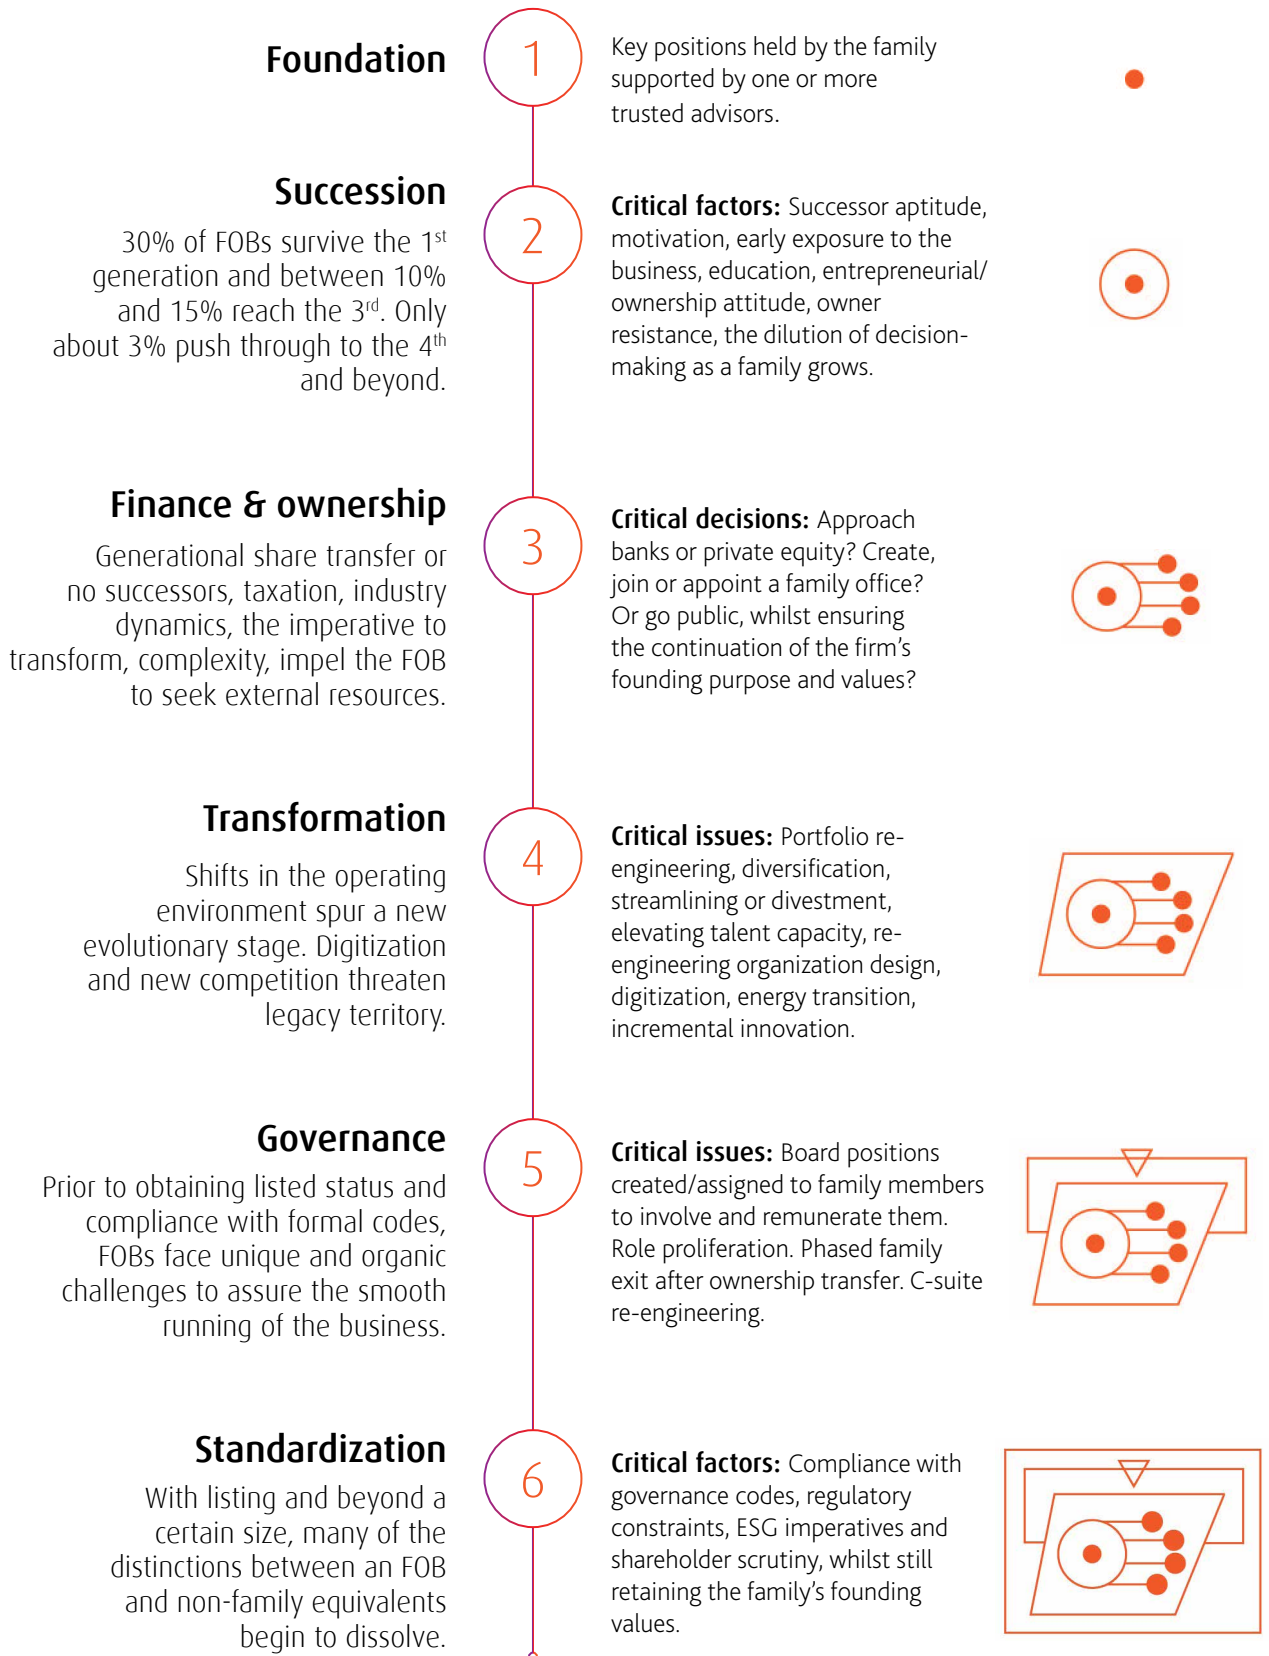 Foundation
1
Key positions held by the family
supported by one or more
trusted advisors.
Succession
30% of FOBs survive the 1st
generation and between 10%
and 15% reach the 3rd. Only
about 3% push through to the 4th
and beyond.
2
Critical factors: Successor aptitude,
motivation, early exposure to the
business, education, entrepreneurial/
ownership attitude, owner
resistance, the dilution of decision-
making as a family grows.
Finance & ownership
Generational share transfer or
no successors, taxation, industry
dynamics, the imperative to
transform, complexity, impel the FOB
to seek external resources.
3
Critical decisions: Approach
banks or private equity? Create,
join or appoint a family office?
Or go public, whilst ensuring
the continuation of the firm's
founding purpose and values?
Transformation
Shifts in the operating
environment spur a new
evolutionary stage. Digitization
and new competition threaten
legacy territory.
4
Critical issues: Portfolio re-
engineering, diversification,
streamlining or divestment,
elevating talent capacity, re-
engineering organization design,
digitization, energy transition,
incremental innovation.
Governance
Prior to obtaining listed status and
compliance with formal codes,
FOBs face unique and organic
challenges to assure the smooth
running of the business.
5
Critical issues: Board positions
created/assigned to family members
to involve and remunerate them.
Role proliferation. Phased family
exit after ownership transfer. C-suite
re-engineering.
Standardization
With listing and beyond a
certain size, many of the
distinctions between an FOB
and non-family equivalents
begin to dissolve.
6
Critical factors: Compliance with
governance codes, regulatory
constraints, ESG imperatives and
shareholder scrutiny, whilst still
retaining the family's founding
values.